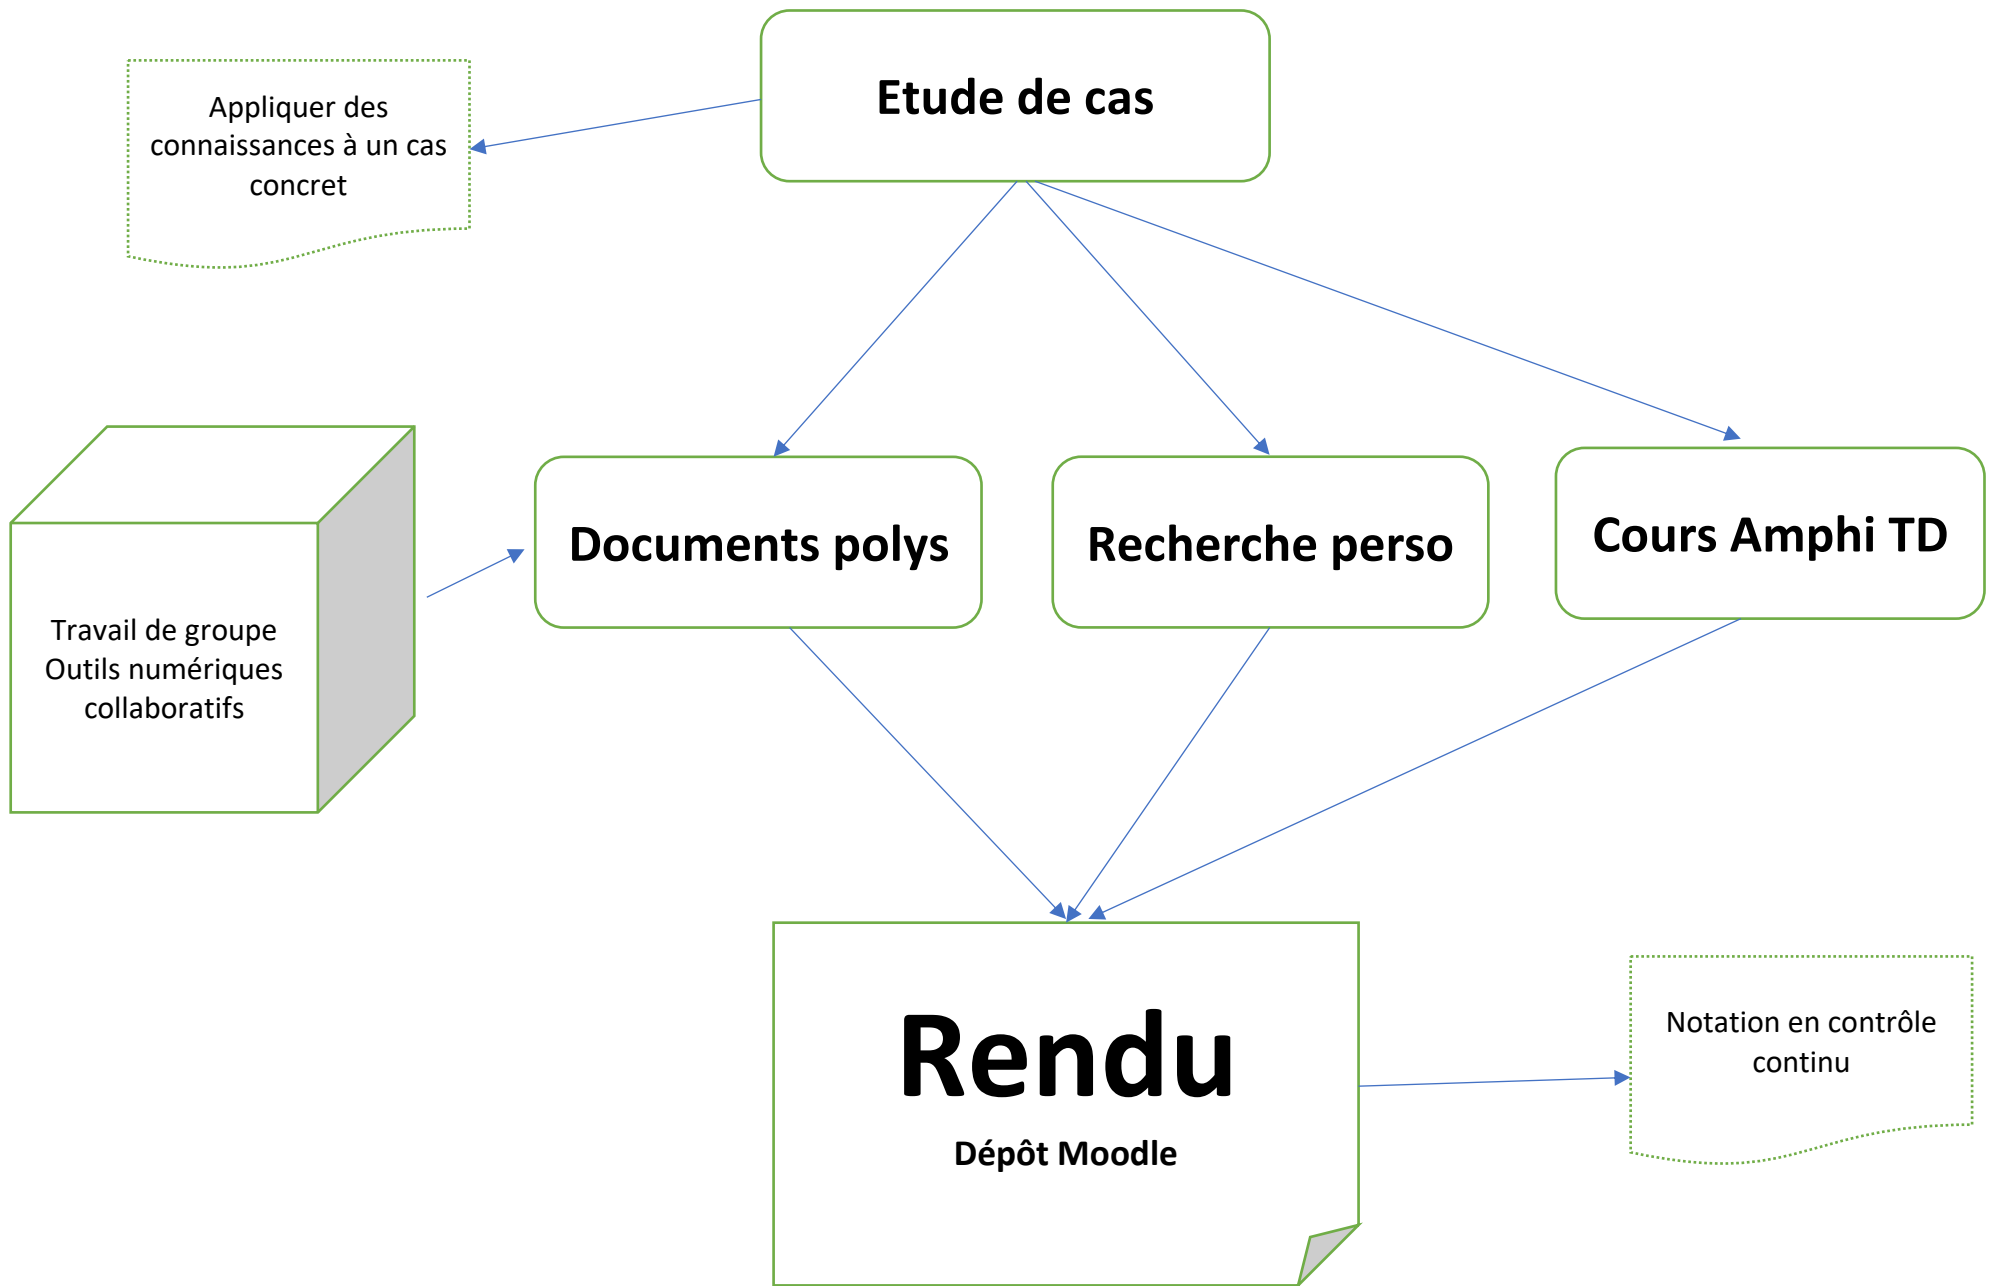 Etude de cas
Appliquer des
connaissances à un cas
concret
Documents polys
Recherche perso
Cours Amphi TD
Travail de groupe
Outils numériques
collaboratifs
Rendu
Dépôt Moodle
Notation en contrôle
continu